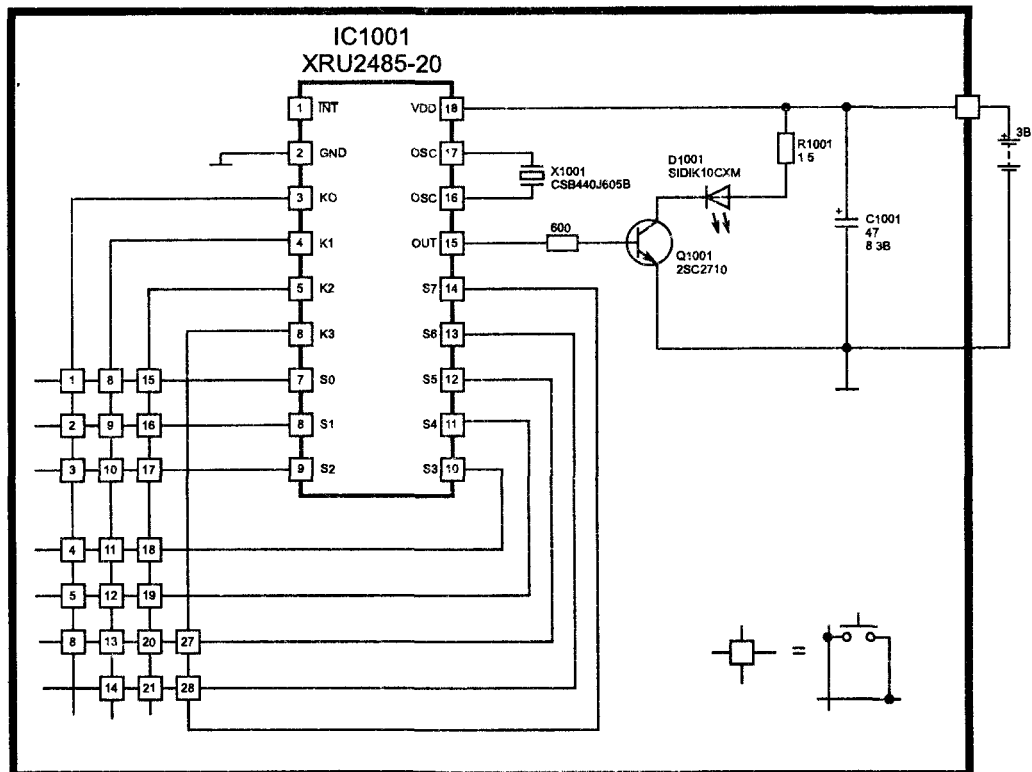 IC1001
XRU2485-20
1 INT
VDD 18
2 GND
OSC 17
3 KO
OSC 16
4 K1
OUT 15
5 K2
S7 14
6 K3
S6 13
7 S0
S5 12
8 S1
S4 11
9 S2
S3 10
X1001
CSB440J605B
600
D1001
SIDIK10CXM
R1001
1 5
Q1001
2SC2710
C1001
47
8 3B
3B
1 8 15
2 9 16
3 10 17
4 11 18
5 12 19
8 13 20 27
14 21 28
=